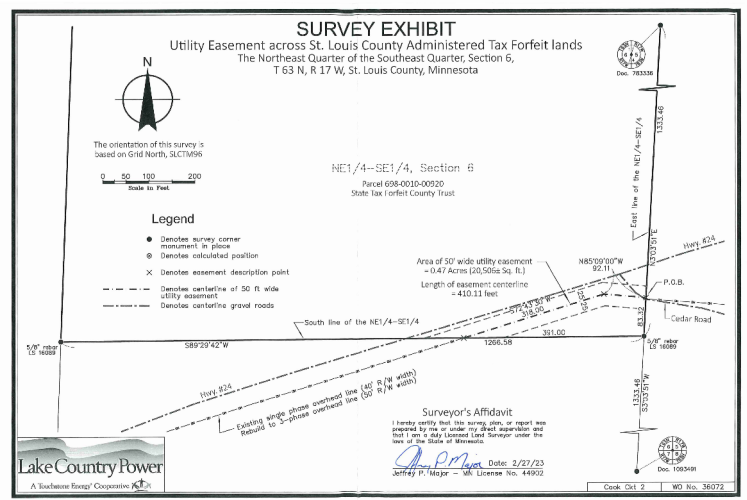 SURVEY EXHIBIT
Utility Easement across St. Louis County Administered Tax Forfeit lands
The Northeast Quarter of the Southeast Quarter, Section 6,
T 63 N, R 17 W, St. Louis County, Minnesota
N
The orientation of this survey is
based on Grid North, SLCTM96
0 50 100 200
Scale in Feet
Legend
Denotes survey corner
monument in place
Denotes calculated position
Denotes easement description point
Denotes centerline of 50 ft wide
utility easement
Denotes centerline gravel roads
NE1/4-SE1/4, Section 6
Parcel 698-0010-00920
State Tax Forfeit County Trust
Doc. 783336
1333.46
East line of the NE1/4-SE1/4
N3°03'51"E
Hwy. #24
Area of 50' wide utility easement
= 0.47 Acres (20,506± Sq. ft.)
Length of easement centerline
= 410.11 feet
N85°09'00"W
92.11
P.O.B.
318.00
25' 25'
83.35
Cedar Road
South line of the NE1/4-SE1/4
391.00
5/8" rebar
LS 16089
S89°29'42"W
1266.58
5/8" rebar
LS 16089
Hwy. #24
Existing single phase overhead line (40' R/W width)
Rebuild to 3-phase overhead line (50' R/W width)
1333.46
S3°03'51"W
Surveyor's Affidavit
I hereby certify that this survey, plan, or report was
prepared by me or under my direct supervision and
that I am a duly Licensed Land Surveyor under the
laws of the State of Minnesota.
Jeffrey P. Major Date: 2/27/23
Jeffrey P. Major - MN License No. 44902
Doc. 1093491
Lake Country Power
A Touchstone Energy® Cooperative
Cook Ckt 2
WO No. 36072